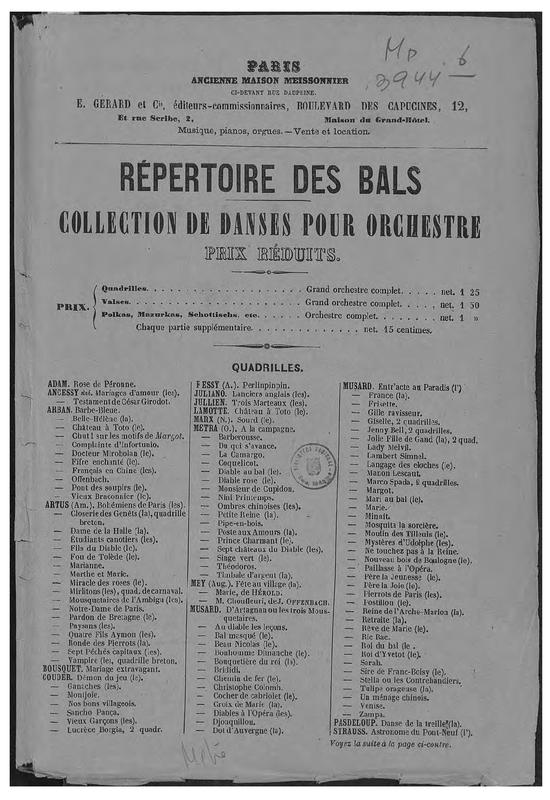 Mp 6
3944
PARIS
ANCIENNE MAISON MEISSONNIER
CI-DEVANT RUE DAUPHINE.
E. GERARD et Cie, éditeurs-commissionnaires, BOULEVARD DES CAPUCINES, 12,
Et rue Scribe, 2, Maison du Grand-Hôtel.
Musique, pianos, orgues.—Vente et location.
RÉPERTOIRE DES BALS
COLLECTION DE DANSES POUR ORCHESTRE
PRIX RÉDUITS.
PRIX.
Quadrilles. . . . . Grand orchestre complet. . . . . net. 1 25
Valses. . . . . Grand orchestre complet. . . . . net. 1 50
Polkas, Mazurkas, Schottischs, etc. . . . . Orchestre complet. . . . . net. 1 »
Chaque partie supplémentaire. . . . . net. 15 centimes.
QUADRILLES.
ADAM. Rose de Péronne.
ANCESSY Mariages d'amour (les).
— Testament de César Girodot.
ARBAN. Barbe-Bleue.
— Belle-Hélène (la).
— Château à Toto (le).
— Chut! sur les motifs de Margot.
— Complainte d'Infortunio.
— Docteur Mirobolan (le).
— Fifre enchanté (le).
— Français en Chine (les).
— Offenbach.
— Pont des soupirs (le).
— Vieux Braconnier (le).
ARTUS (Am.). Bohémiens de Paris (les).
— Closerie des Genêts (la), quadrille
breton.
— Dame de la Halle (la).
— Étudiants canotiers (les).
— Fils du Diable (le).
— Fou de Tolède (le).
— Marianne.
— Marthe et Marie.
— Miracle des roses (le).
— Mirlitons (les), quad. de carnaval.
— Mousquetaires de l'Ambigu (les).
— Notre-Dame de Paris.
— Pardon de Bretagne (le).
— Paysans (les).
— Quatre Fils Aymon (les).
— Ronde des Pierrots (la).
— Sept Péchés capitaux (les).
— Vampire (le), quadrille breton.
BOUSQUET. Mariage extravagant.
COUDER. Démon du jeu (le).
— Ganaches (les).
— Montjoie.
— Nos bons villageois.
— Sancho Pança.
— Vieux Garçons (les).
— Lucrèce Borgia, 2 quadr.
FESSY (A.). Perlinpinpin.
JULIANO. Lanciers anglais (les).
JULLIEN. Trois Marteaux (les).
LAMOTTE. Château à Toto (le).
MARX (N.). Sourd (le).
METRA (O.). A la campagne.
— Barberousse.
— Du qui s'avance.
— La Camargo.
— Coquelicot.
— Diable au bal (le).
— Diable rose (le).
— Monsieur de Cupidon.
— Nini Printemps.
— Ombres chinoises (les).
— Petite Reine (la).
— Pipe-en-bois.
— Poste aux Amours (la).
— Prince Charmant (le).
— Sept châteaux du Diable (les).
— Singe vert (le).
— Théodoros.
— Timbale d'argent (la).
MEY (Aug.). Fête au village (la).
— Marie, de HÉROLD.
— M. Choufleuri, de J. OFFENBACH.
MUSARD. D'Artagnan ou les trois Mous-
quetaires.
— Au diable les leçons.
— Bal masqué (le).
— Beau Nicolas (le).
— Bonhomme Dimanche (le).
— Bouquetière du roi (la).
— Brididi.
— Chemin de fer (le).
— Christophe Colomb.
— Cocher de cabriolet (le).
— Croix de Marie (la).
— Diables à l'Opéra (les).
— Djouquillou.
— Dot d'Auvergne (la).
MUSARD. Entr'acte au Paradis (l')
— France (la).
— Frisette.
— Gille ravisseur.
— Giselle, 2 quadrilles.
— Jenny Bell, 2 quadrilles.
— Jolie Fille de Gand (la), 2 quad.
— Lady Melvil.
— Lambert Simnel.
— Langage des cloches (le).
— Manon Lescaut.
— Marco Spada, 2 quadrilles.
— Margot.
— Mari au bal (le).
— Marie.
— Minuit.
— Mosquita la sorcière.
— Moulin des Tilleuls (le).
— Mystères d'Udolphe (les).
— Ne touchez pas à la Reine.
— Nouveau bois de Boulogne (le).
— Paillasse à l'Opéra.
— Père la Jeunesse (le).
— Père la Joie (le).
— Pierrots de Paris (les).
— Postillon (le).
— Reine de l'Arche-Marion (la).
— Retraite (la).
— Rêve de Marie (le).
— Ric Rac.
— Roi du bal (le).
— Roi d'Yvetot (le).
— Sarah.
— Sire de Franc-Boisy (le).
— Stella ou les Contrebandiers.
— Tulipe orageuse (la).
— Un ménage chinois.
— Venise.
— Zampa.
PASDELOUP. Danse de la treille (la).
STRAUSS. Astronome du Pont-Neuf (l').
Voyez la suite à la page ci-contre.